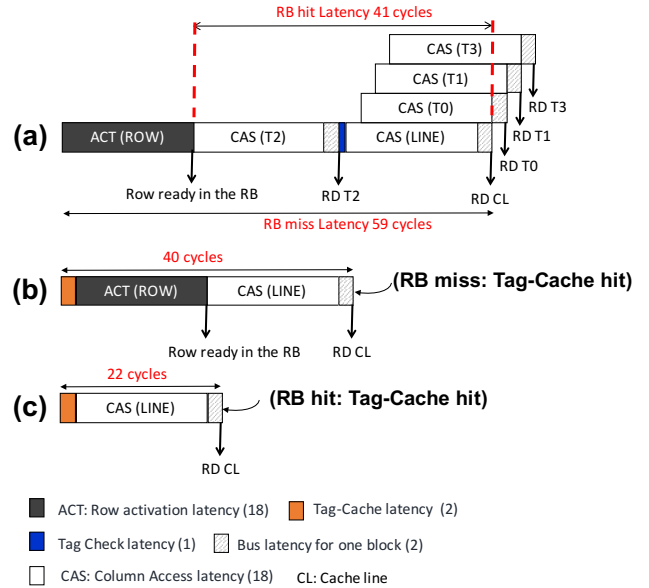 RB hit Latency 41 cycles
CAS (T3)
CAS (T1)
CAS (T0)
RD T3
(a)
ACT (ROW)
CAS (T2)
CAS (LINE)
RD T1
RD T0
Row ready in the RB
RD T2
RD CL
RB miss Latency 59 cycles
40 cycles
(b)
ACT (ROW)
CAS (LINE)
(RB miss: Tag-Cache hit)
Row ready in the RB
RD CL
22 cycles
(c)
CAS (LINE)
(RB hit: Tag-Cache hit)
RD CL
ACT: Row activation latency (18)
Tag-Cache latency (2)
Tag Check latency (1)
Bus latency for one block (2)
CAS: Column Access latency (18)
CL: Cache line